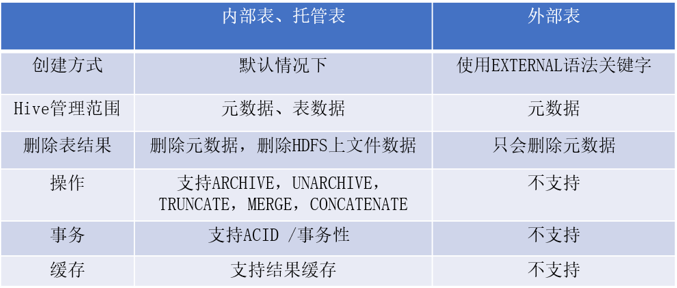 内部表、托管表 外部表
创建方式 默认情况下 使用EXTERNAL语法关键字
Hive管理范围 元数据、表数据 元数据
删除表结果 删除元数据，删除HDFS上文件数据 只会删除元数据
操作 支持ARCHIVE，UNARCHIVE， 不支持
TRUNCATE，MERGE，CONCATENATE
事务 支持ACID /事务性 不支持
缓存 支持结果缓存 不支持